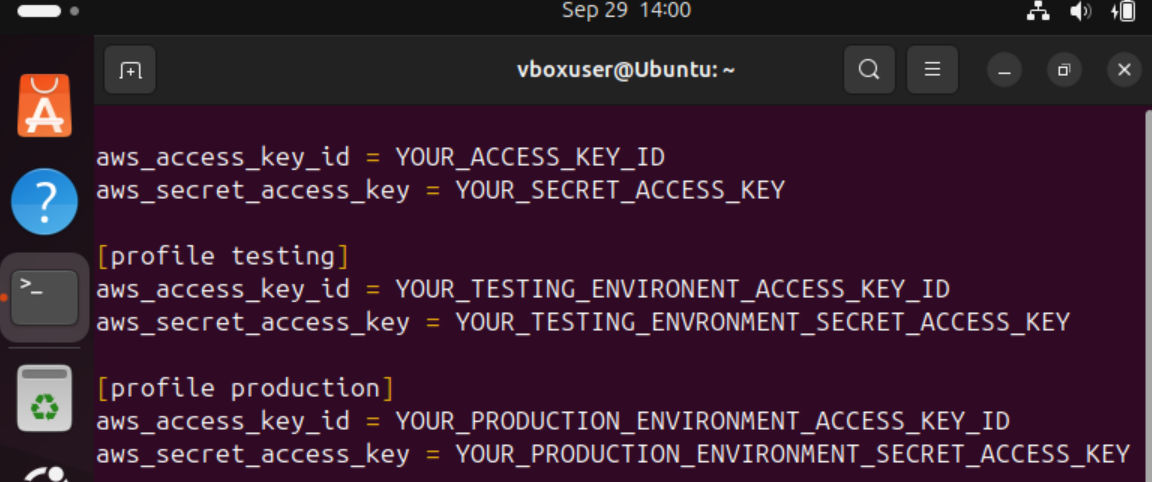 Sep 29 14:00
vboxuser@Ubuntu: ~
aws_access_key_id = YOUR_ACCESS_KEY_ID
aws_secret_access_key = YOUR_SECRET_ACCESS_KEY
[profile testing]
aws_access_key_id = YOUR_TESTING_ENVIRONENT_ACCESS_KEY_ID
aws_secret_access_key = YOUR_TESTING_ENVRONMENT_SECRET_ACCESS_KEY
[profile production]
aws_access_key_id = YOUR_PRODUCTION_ENVIRONMENT_ACCESS_KEY_ID
aws_secret_access_key = YOUR_PRODUCTION_ENVIRONMENT_SECRET_ACCESS_KEY